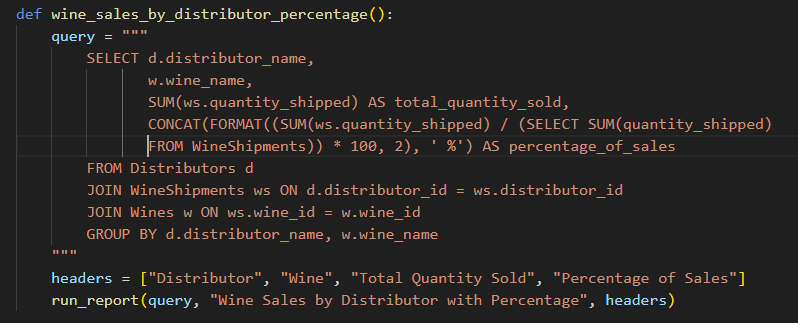 def wine_sales_by_distributor_percentage():
    query = """
        SELECT d.distributor_name,
               w.wine_name,
               SUM(ws.quantity_shipped) AS total_quantity_sold,
               CONCAT(FORMAT((SUM(ws.quantity_shipped) / (SELECT SUM(quantity_shipped)
               FROM WineShipments)) * 100, 2), ' %') AS percentage_of_sales
        FROM Distributors d
        JOIN WineShipments ws ON d.distributor_id = ws.distributor_id
        JOIN Wines w ON ws.wine_id = w.wine_id
        GROUP BY d.distributor_name, w.wine_name
    """
    headers = ["Distributor", "Wine", "Total Quantity Sold", "Percentage of Sales"]
    run_report(query, "Wine Sales by Distributor with Percentage", headers)